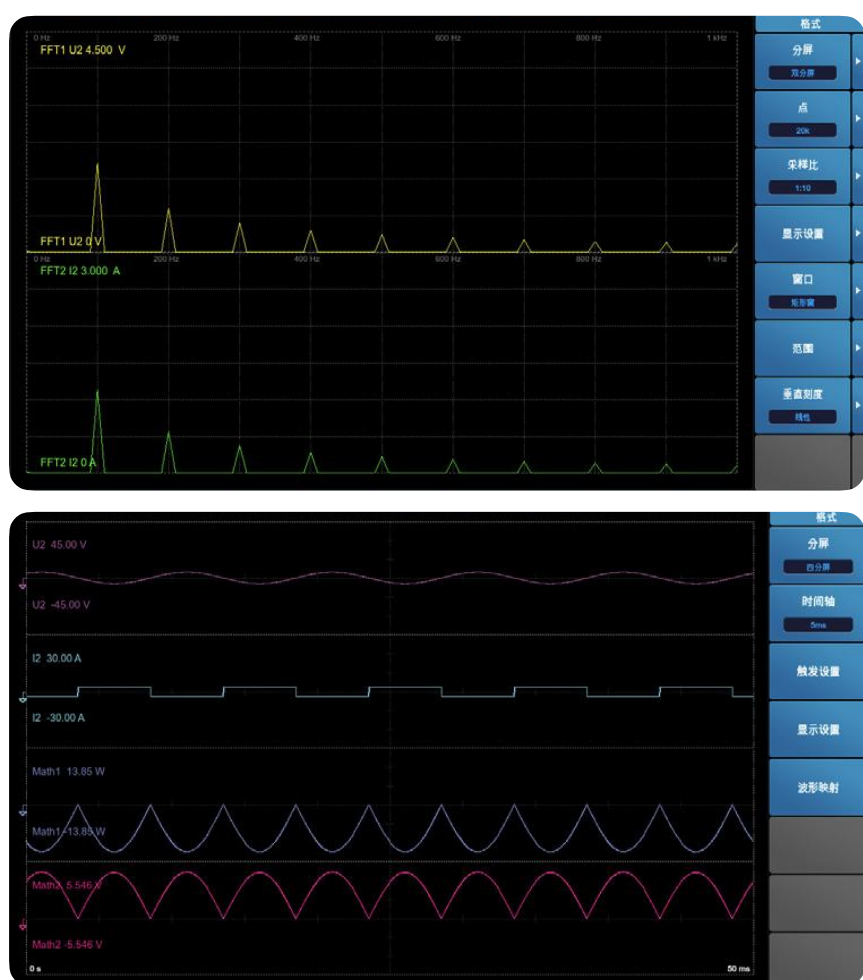 格式
0 Hz 200 Hz 400 Hz 600 Hz 800 Hz 1 kHz
FFT1 U2 4.500 V
分屏
双分屏
点
20k
采样比
1:10
显示设置
FFT1 U2 0 V
0 Hz 200 Hz 400 Hz 600 Hz 800 Hz 1 kHz
FFT2 I2 3.000 A
窗口
矩形窗
范围
垂直刻度
线性
FFT2 I2 0 A
格式
U2 45.00 V
分屏
四分屏
U2 -45.00 V
时间轴
5ms
I2 30.00 A
触发设置
I2 -30.00 A
显示设置
Math1 13.85 W
波形映射
Math1 -13.85 W
Math2 5.546 V
Math2 -5.546 V
0 s 50 ms